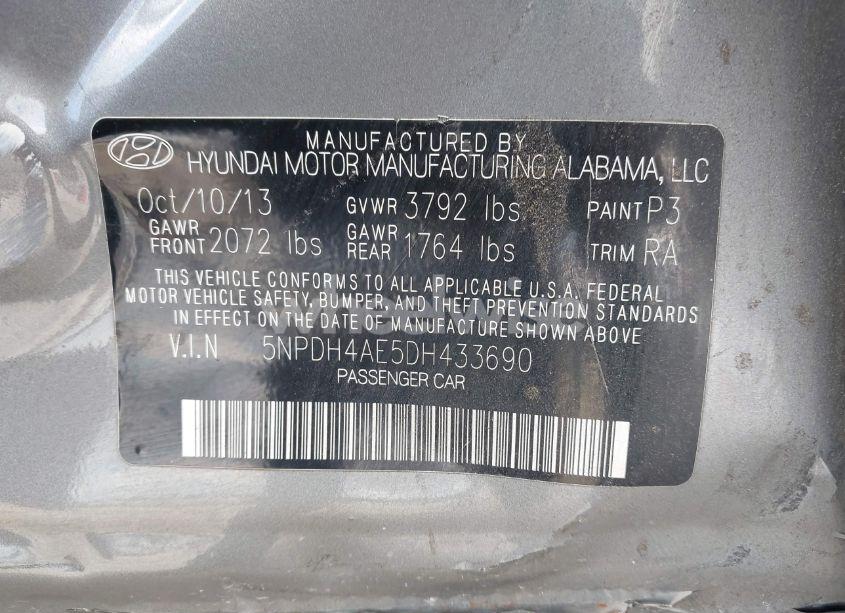 MANUFACTURED BY
HYUNDAI MOTOR MANUFACTURING ALABAMA, LLC
Oct/10/13 GVWR 3792 lbs PAINT P3
GAWR FRONT 2072 lbs GAWR REAR 1764 lbs TRIM RA
THIS VEHICLE CONFORMS TO ALL APPLICABLE U.S.A. FEDERAL
MOTOR VEHICLE SAFETY, BUMPER, AND THEFT PREVENTION STANDARDS
IN EFFECT ON THE DATE OF MANUFACTURE SHOWN ABOVE
V.I.N 5NPDH4AE5DH433690
PASSENGER CAR